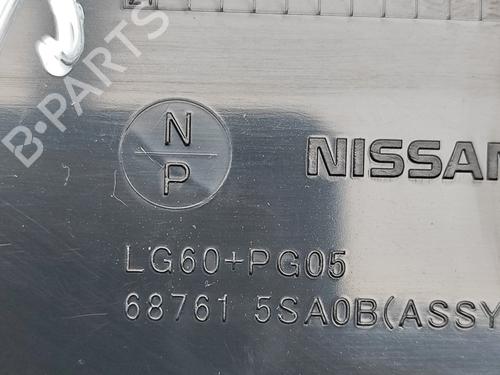 B-PARTS
N
P
NISSAN
LG60+PG05
68761 5SA0B(ASSY